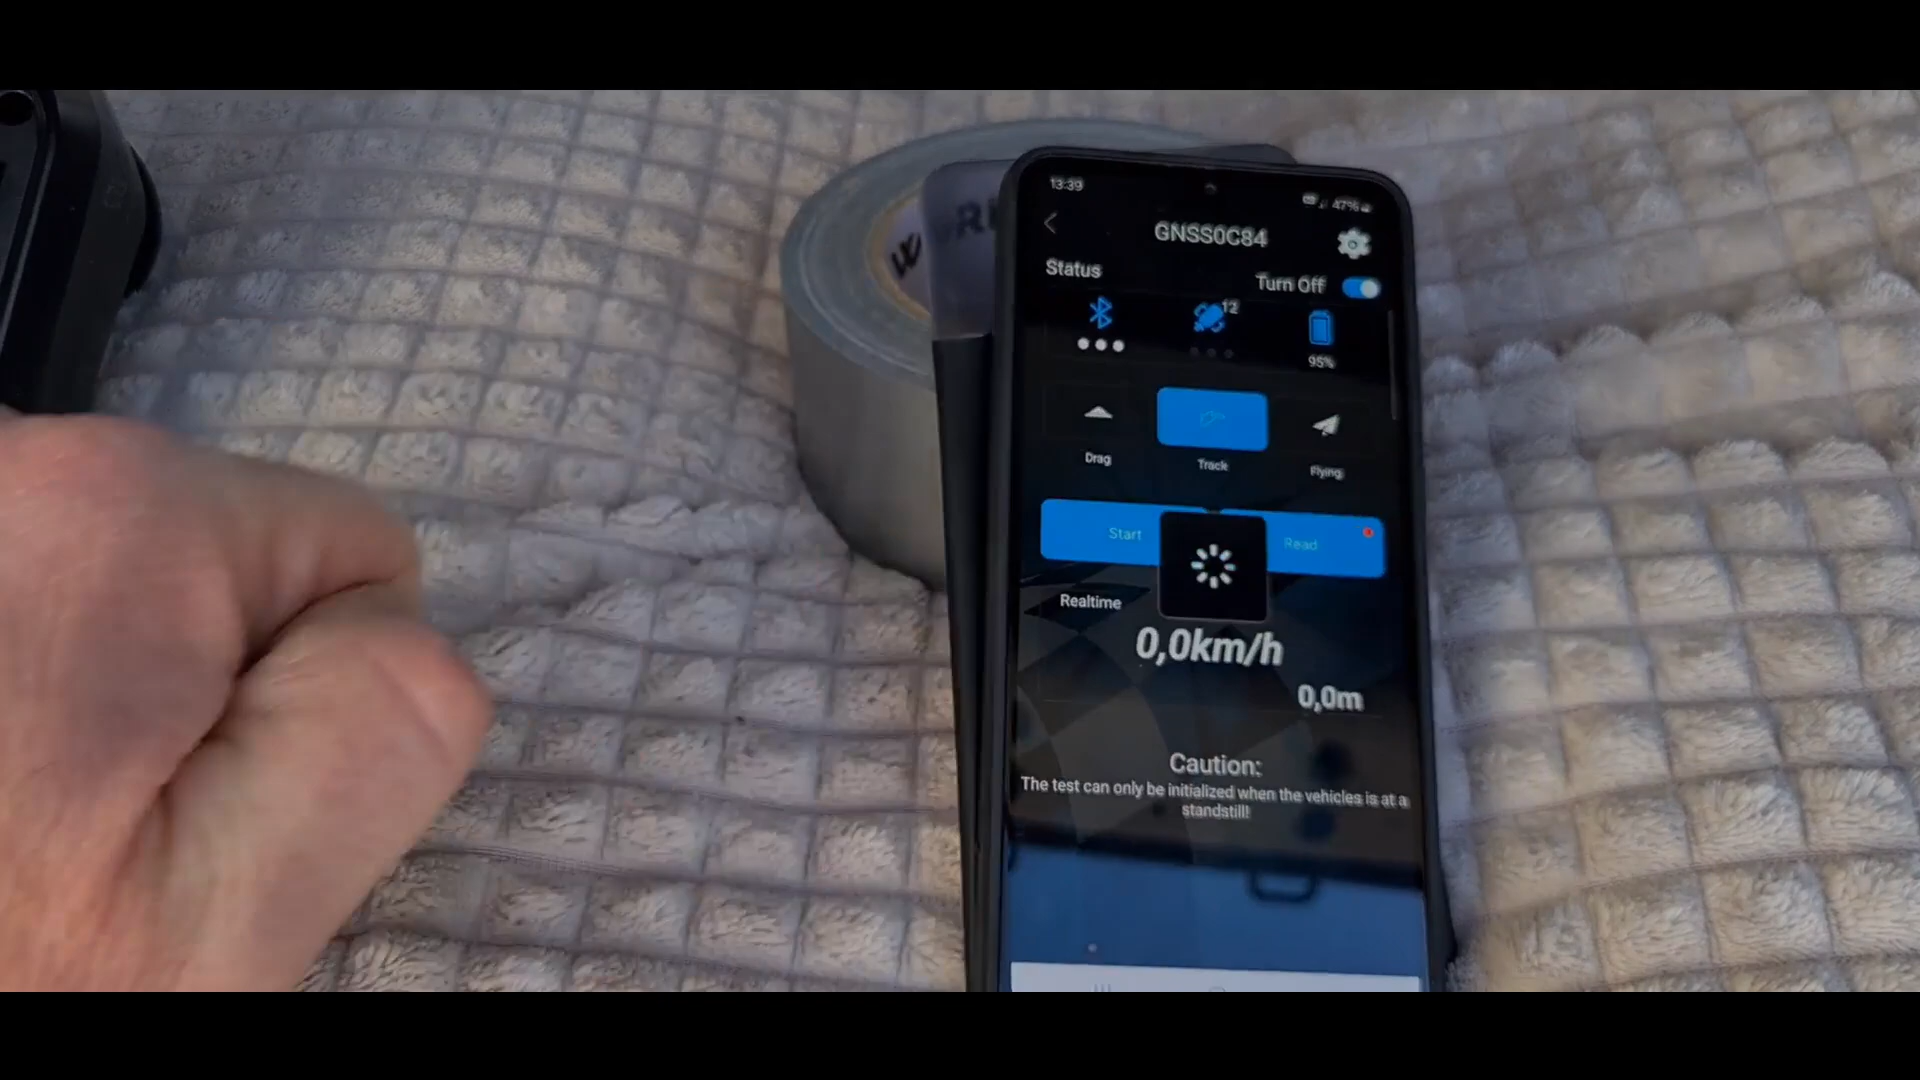 13:39
47%
GNSS0C84
Status
Turn Off
12
95%
Drag
Track
Flying
Start
Read
Realtime
0,0km/h
0,0m
Caution:
The test can only be initialized when the vehicles is at a
standstill!